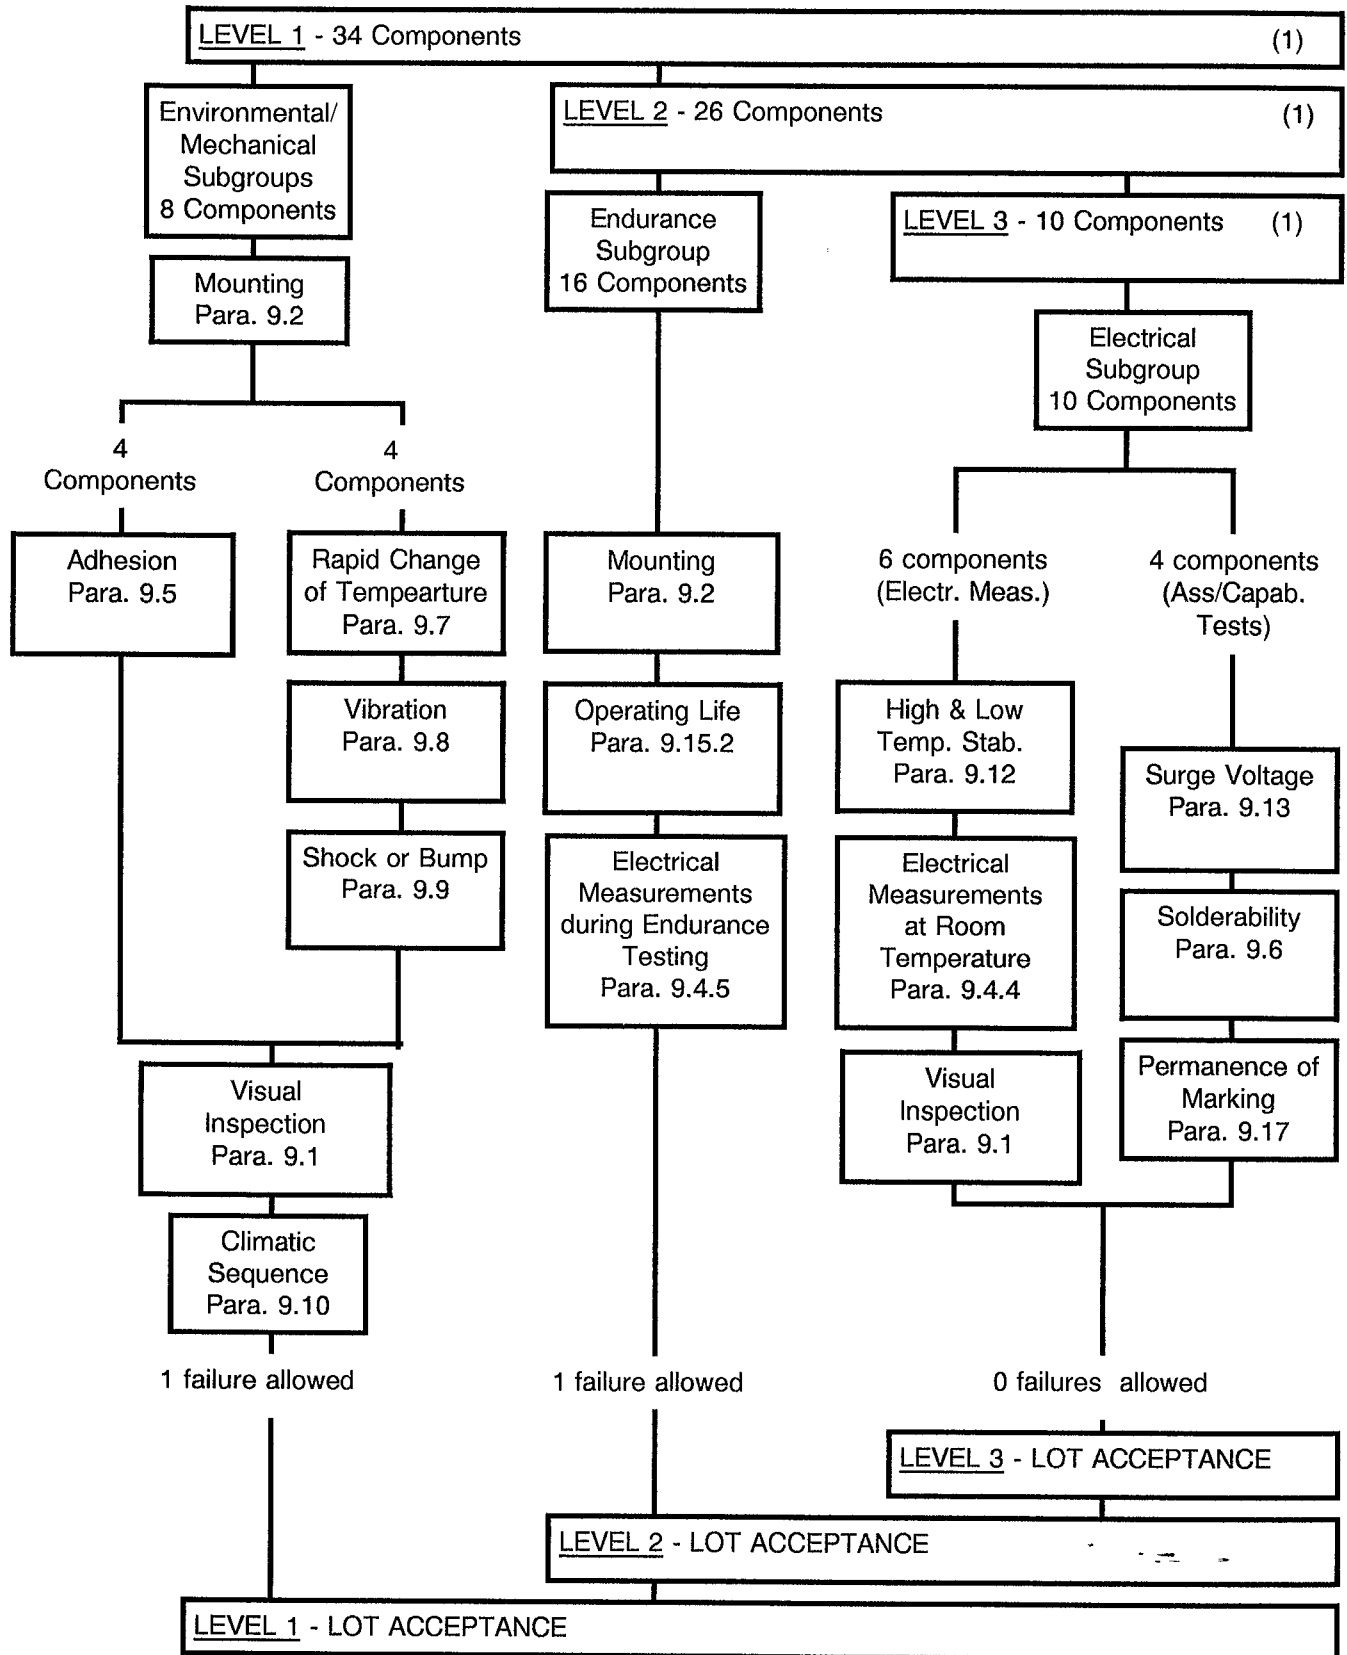 LEVEL 1 - 34 Components (1)
Environmental/
Mechanical
Subgroups
8 Components
LEVEL 2 - 26 Components (1)
Endurance
Subgroup
16 Components
LEVEL 3 - 10 Components (1)
Mounting
Para. 9.2
Electrical
Subgroup
10 Components
4
Components
4
Components
Adhesion
Para. 9.5
Rapid Change
of Tempearture
Para. 9.7
Mounting
Para. 9.2
6 components
(Electr. Meas.)
4 components
(Ass/Capab.
Tests)
Vibration
Para. 9.8
Operating Life
Para. 9.15.2
High & Low
Temp. Stab.
Para. 9.12
Surge Voltage
Para. 9.13
Shock or Bump
Para. 9.9
Electrical
Measurements
during Endurance
Testing
Para. 9.4.5
Electrical
Measurements
at Room
Temperature
Para. 9.4.4
Solderability
Para. 9.6
Visual
Inspection
Para. 9.1
Visual
Inspection
Para. 9.1
Permanence of
Marking
Para. 9.17
Climatic
Sequence
Para. 9.10
1 failure allowed
1 failure allowed
0 failures allowed
LEVEL 3 - LOT ACCEPTANCE
LEVEL 2 - LOT ACCEPTANCE
LEVEL 1 - LOT ACCEPTANCE